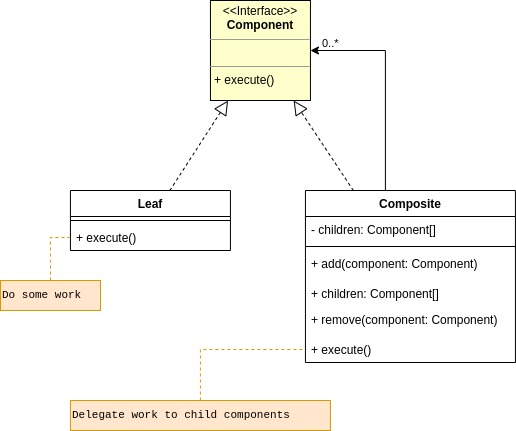 <<Interface>>
Component
0..*
+ execute()
Leaf
+ execute()
Do some work
Composite
- children: Component[]
+ add(component: Component)
+ children: Component[]
+ remove(component: Component)
+ execute()
Delegate work to child components